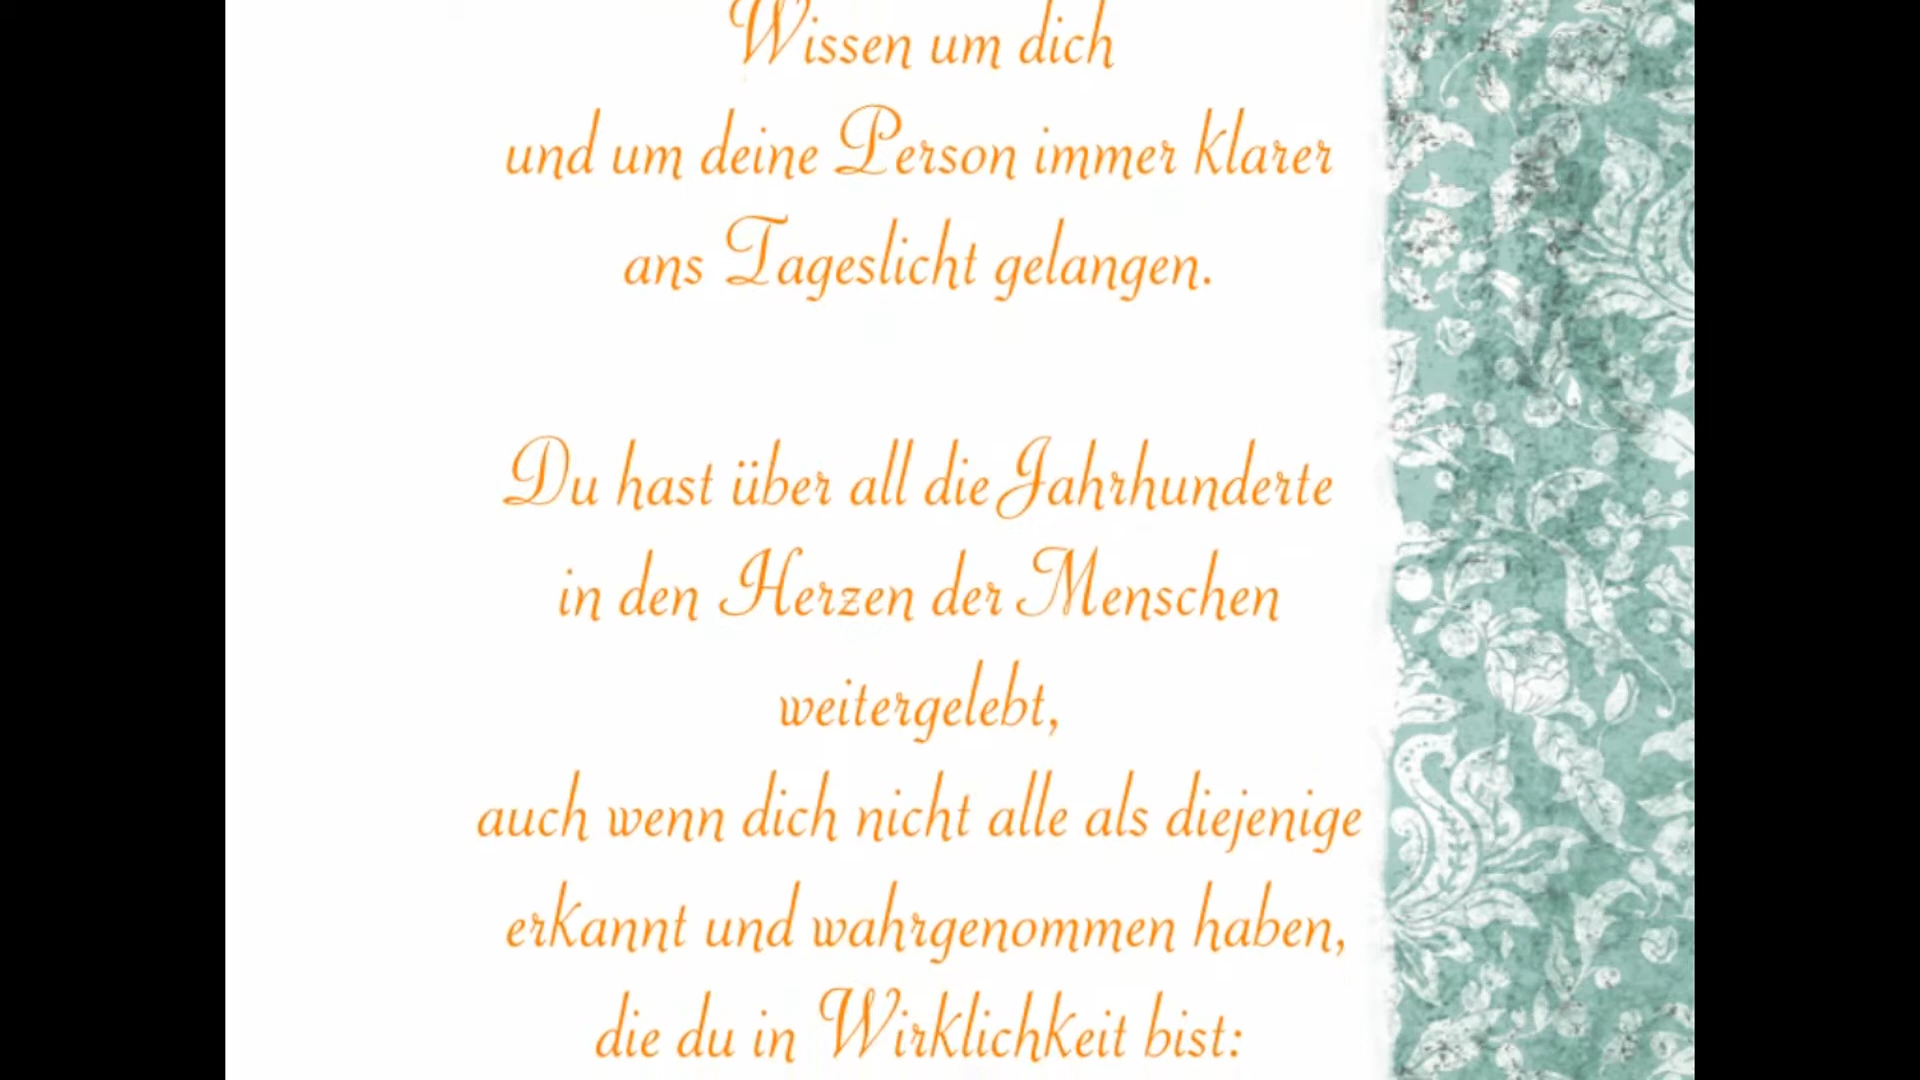 Wissen um dich
und um deine Person immer klarer
ans Tageslicht gelangen.
Du hast über all die Jahrhunderte
in den Herzen der Menschen
weitergelebt,
auch wenn dich nicht alle als diejenige
erkannt und wahrgenommen haben,
die du in Wirklichkeit bist: